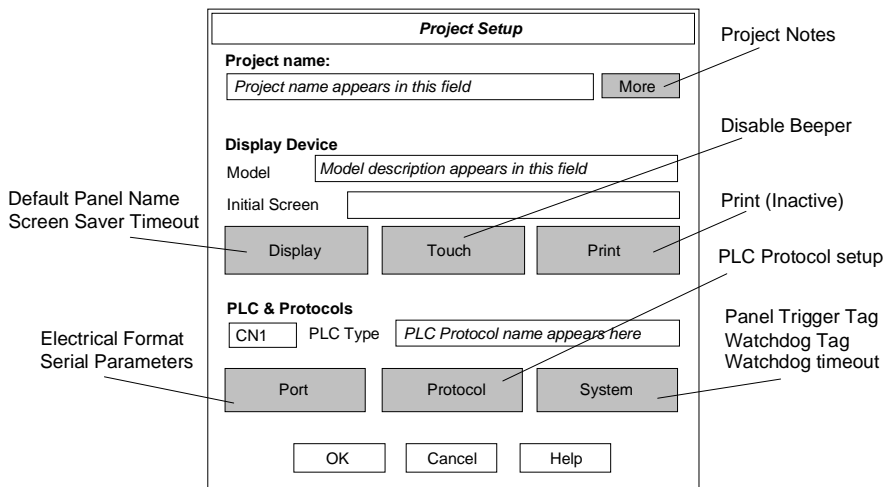 Project Setup
Project Notes
Project name:
Project name appears in this field
More
Disable Beeper
Display Device
Model
Model description appears in this field
Default Panel Name
Screen Saver Timeout
Initial Screen
Print (Inactive)
Display
Touch
Print
PLC Protocol setup
PLC & Protocols
CN1
PLC Type
PLC Protocol name appears here
Panel Trigger Tag
Watchdog Tag
Watchdog timeout
Electrical Format
Serial Parameters
Port
Protocol
System
OK
Cancel
Help